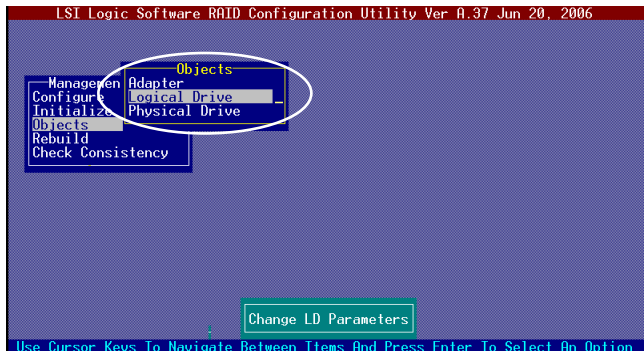 LSI Logic Software RAID Configuration Utility Ver A.37 Jun 20, 2006
Objects
Adapter
Logical Drive
Physical Drive
Managemen
Configure
Initialize
Objects
Rebuild
Check Consistency
Change LD Parameters
Use Cursor Keys To Navigate Between Items And Press Enter To Select An Option